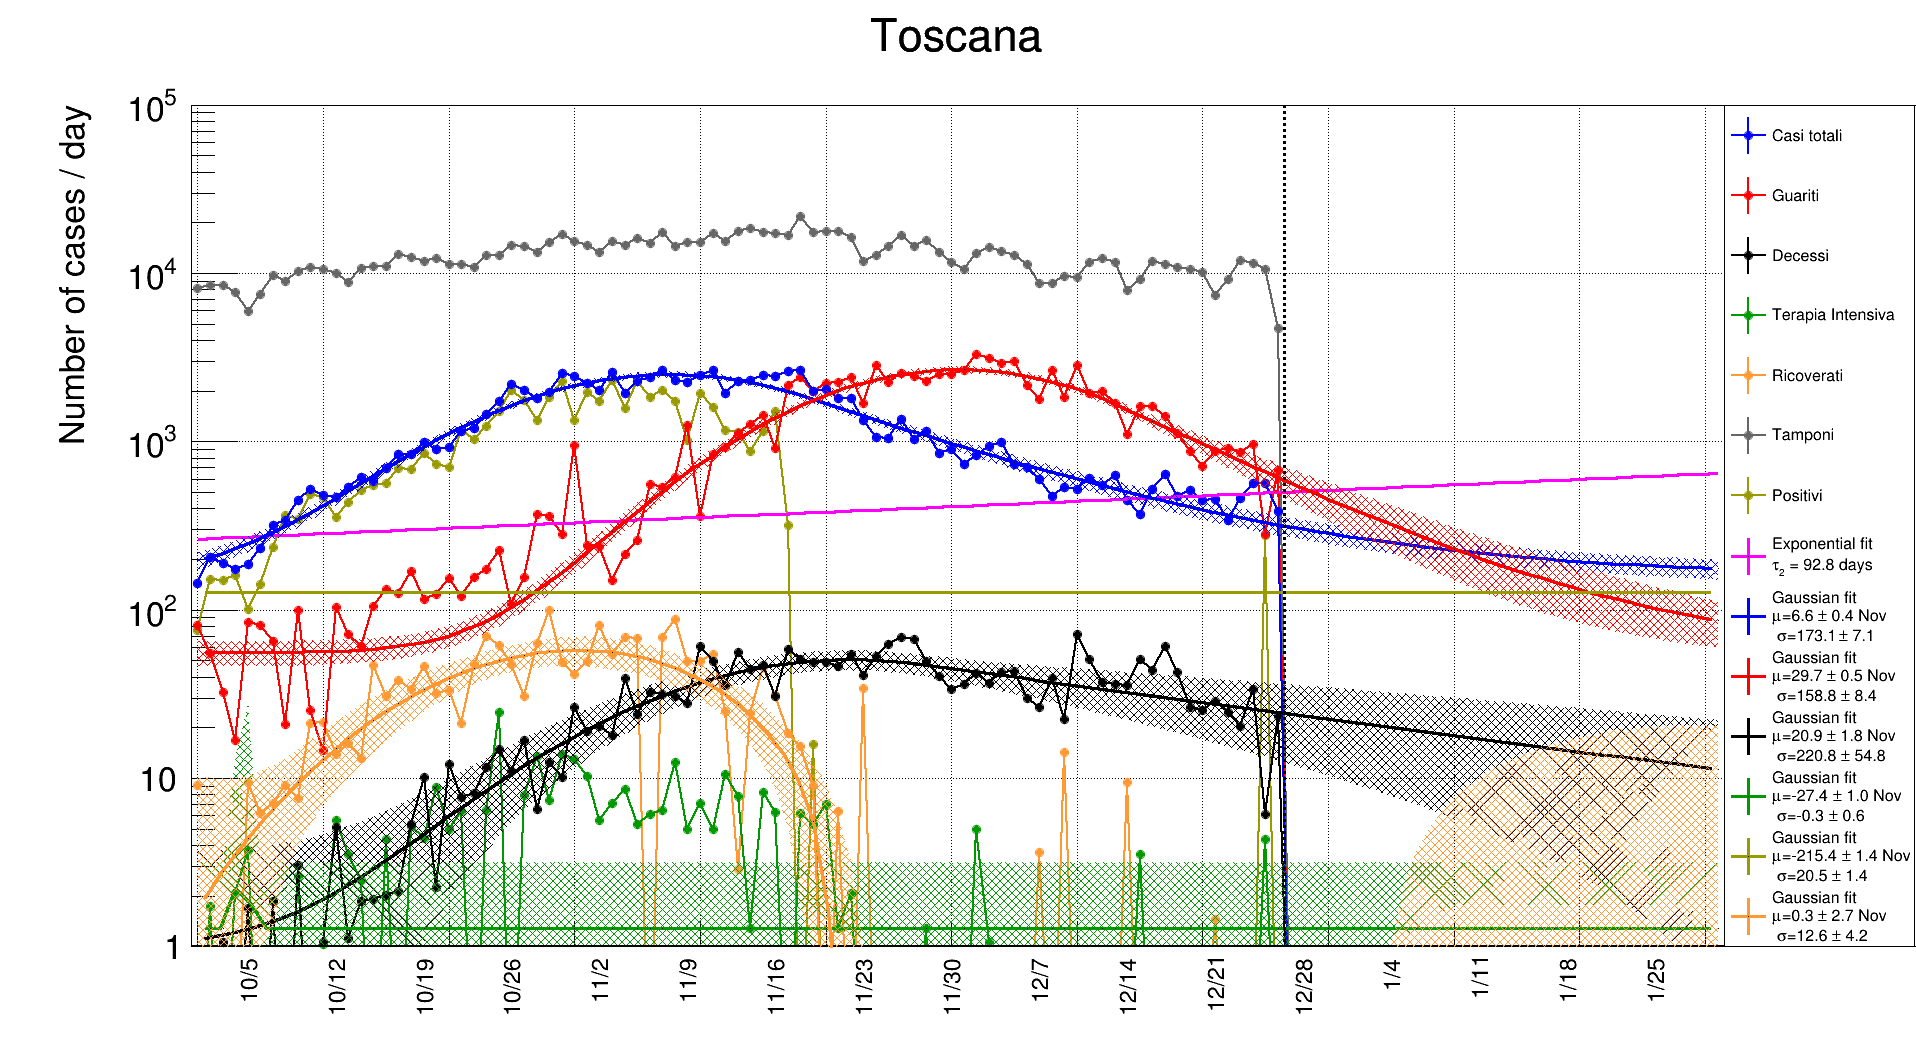 Toscana
Number of cases / day
10^5
10^4
10^3
10^2
10
1
10/5
10/12
10/19
10/26
11/2
11/9
11/16
11/23
11/30
12/7
12/14
12/21
12/28
1/4
1/11
1/18
1/25
Casi totali
Guariti
Decessi
Terapia Intensiva
Ricoverati
Tamponi
Positivi
Exponential fit
τ₂ = 92.8 days
Gaussian fit
μ=6.6 ± 0.4 Nov
σ=173.1 ± 7.1
Gaussian fit
μ=29.7 ± 0.5 Nov
σ=158.8 ± 8.4
Gaussian fit
μ=20.9 ± 1.8 Nov
σ=220.8 ± 54.8
Gaussian fit
μ=-27.4 ± 1.0 Nov
σ=-0.3 ± 0.6
Gaussian fit
μ=-215.4 ± 1.4 Nov
σ=20.5 ± 1.4
Gaussian fit
μ=0.3 ± 2.7 Nov
σ=12.6 ± 4.2